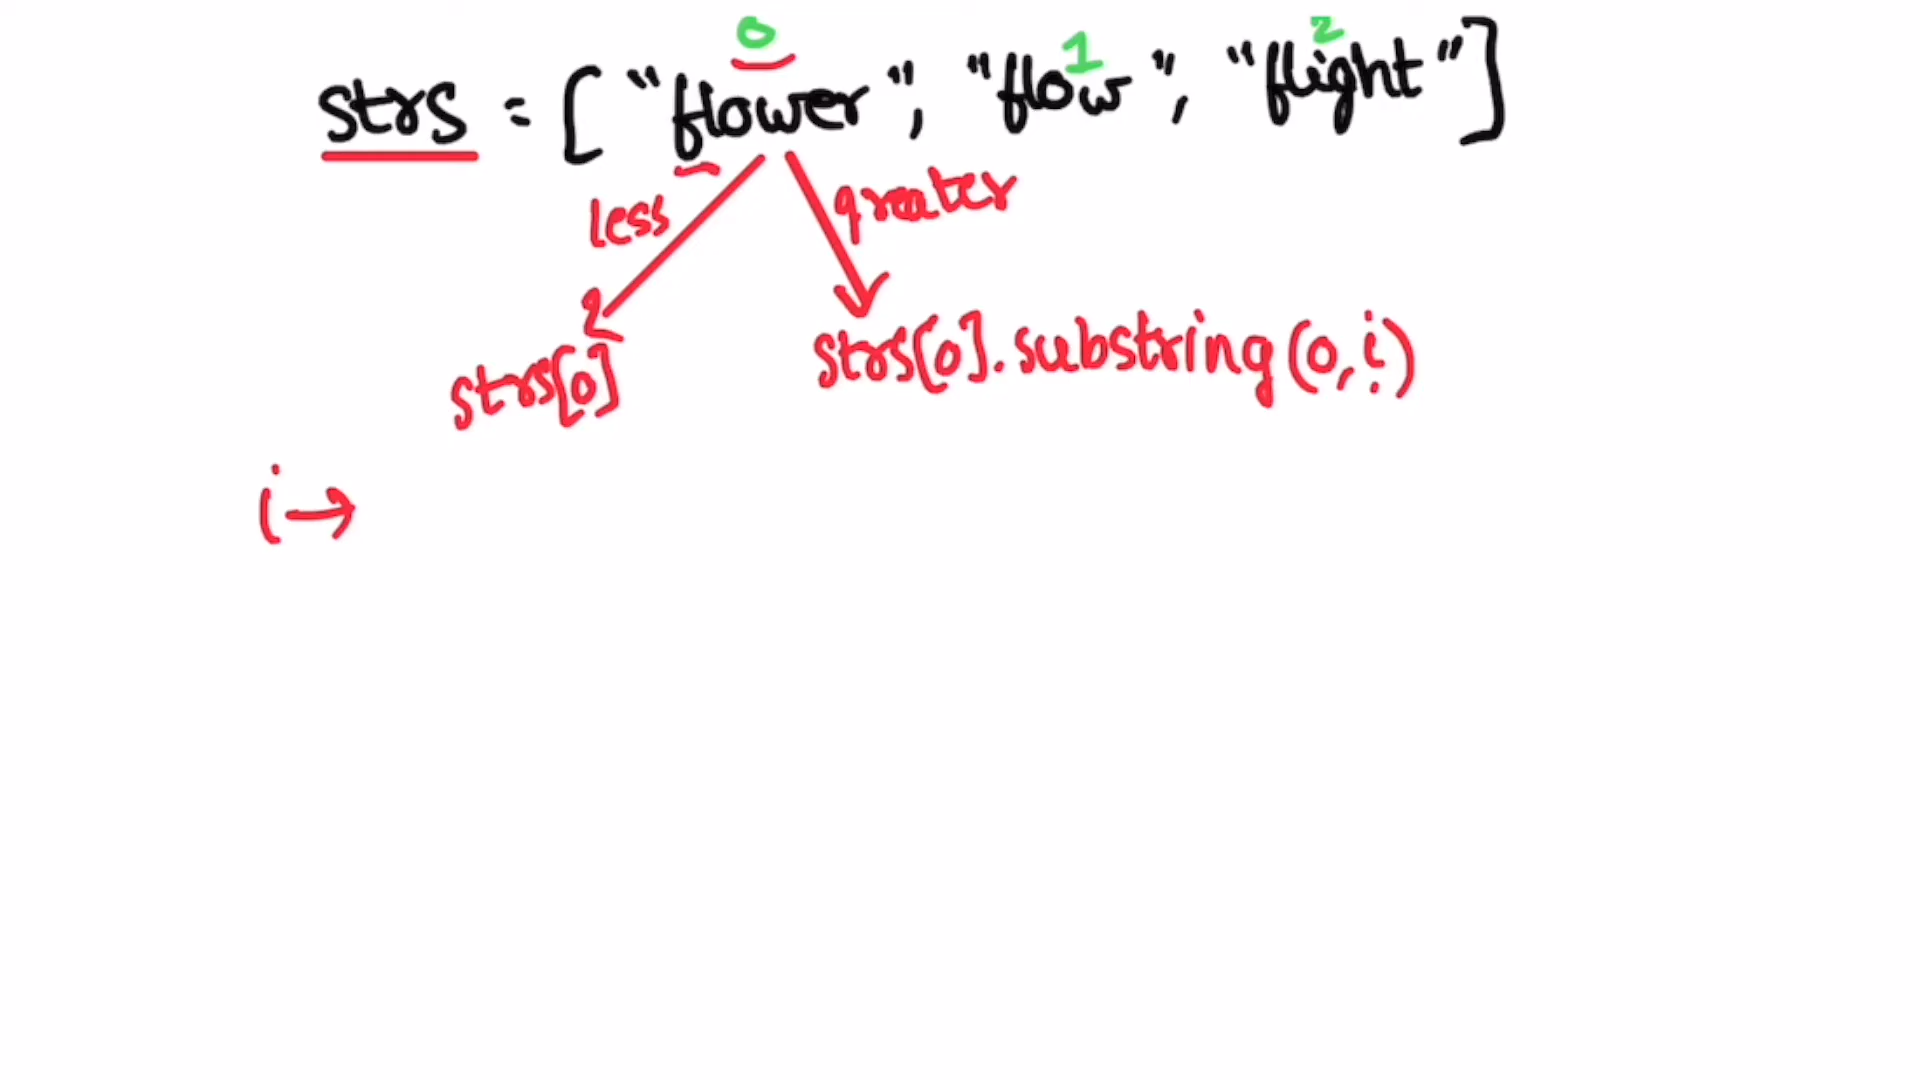 0 1 2
strs = ["flower", "flow", "flight"]
less greater
strs[0] strs[0].substring(0,i)
i →